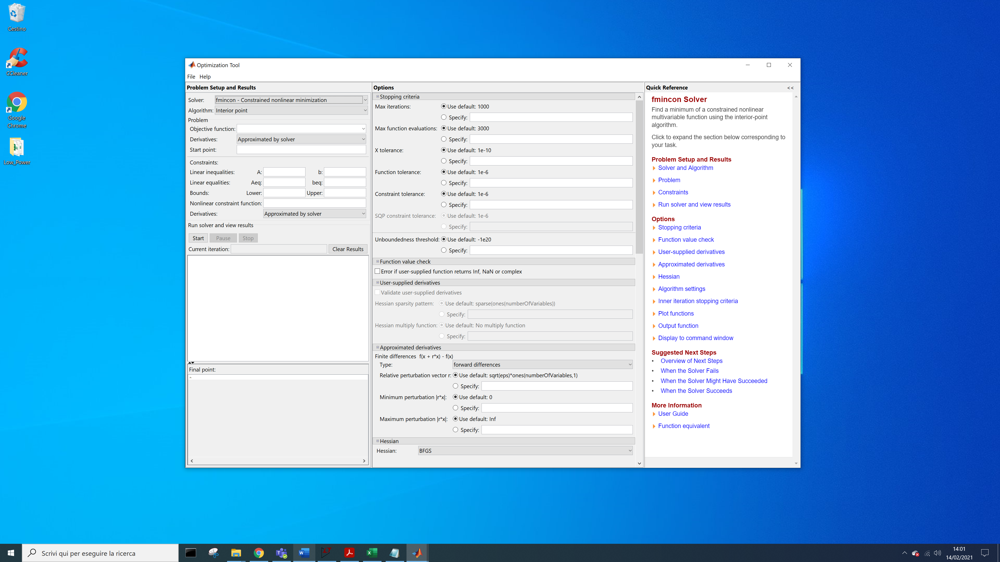 Cestino
CCleaner
Google
Chrome
Low_Power
Optimization Tool
File Help
Problem Setup and Results
Solver: fmincon - Constrained nonlinear minimization
Algorithm: Interior point
Problem
Objective function:
Derivatives: Approximated by solver
Start point:
Constraints:
Linear inequalities: A: b:
Linear equalities: Aeq: beq:
Bounds: Lower: Upper:
Nonlinear constraint function:
Derivatives: Approximated by solver
Run solver and view results
Start Pause Stop
Current iteration: Clear Results
Final point:
Options
Stopping criteria
Max iterations: Use default: 1000
Specify:
Max function evaluations: Use default: 3000
Specify:
X tolerance: Use default: 1e-10
Specify:
Function tolerance: Use default: 1e-6
Specify:
Constraint tolerance: Use default: 1e-6
Specify:
SQP constraint tolerance: Use default: 1e-6
Specify:
Unboundedness threshold: Use default: -1e20
Specify:
Function value check
Error if user-supplied function returns Inf, NaN or complex
User-supplied derivatives
Validate user-supplied derivatives
Hessian sparsity pattern: Use default: sparse(ones(numberOfVariables))
Specify:
Hessian multiply function: Use default: No multiply function
Specify:
Approximated derivatives
Finite differences f(x + r*x) - f(x)
Type: forward differences
Relative perturbation vector r: Use default: sqrt(eps)*ones(numberOfVariables,1)
Specify:
Minimum perturbation |r*x|: Use default: 0
Specify:
Maximum perturbation |r*x|: Use default: Inf
Specify:
Hessian
Hessian: BFGS
Quick Reference <<
fmincon Solver
Find a minimum of a constrained nonlinear
multivariable function using the interior-point
algorithm.
Click to expand the section below corresponding to
your task.
Problem Setup and Results
Solver and Algorithm
Problem
Constraints
Run solver and view results
Options
Stopping criteria
Function value check
User-supplied derivatives
Approximated derivatives
Hessian
Algorithm settings
Inner iteration stopping criteria
Plot functions
Output function
Display to command window
Suggested Next Steps
• Overview of Next Steps
• When the Solver Fails
• When the Solver Might Have Succeeded
• When the Solver Succeeds
More Information
User Guide
Function equivalent
Scrivi qui per eseguire la ricerca
14:01
14/02/2021